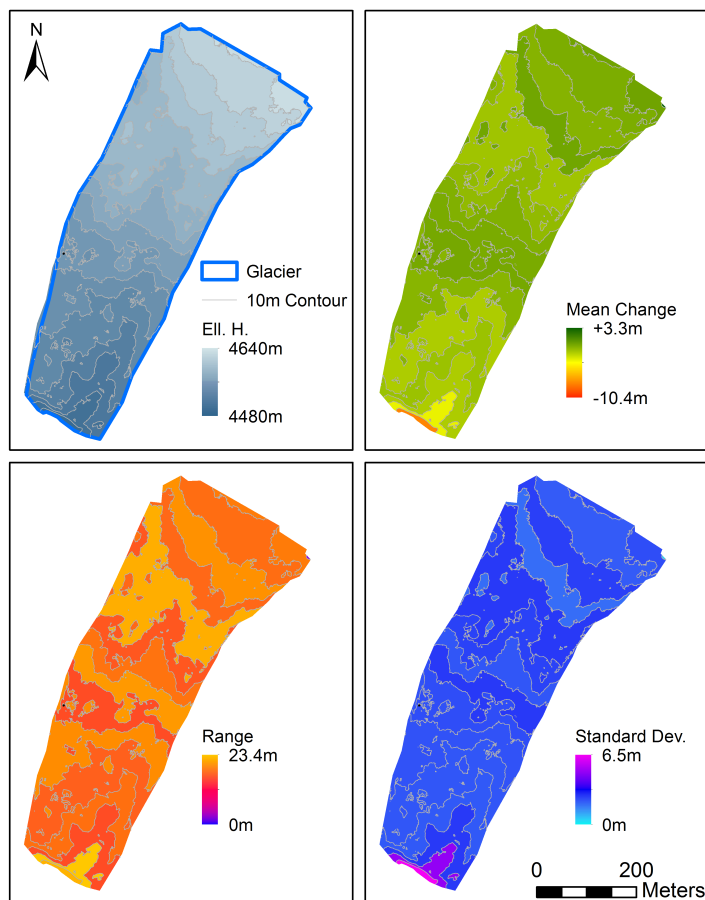 N
Glacier
10m Contour
Ell. H.
4640m
4480m
Mean Change
+3.3m
-10.4m
Range
23.4m
0m
Standard Dev.
6.5m
0m
0 200
Meters